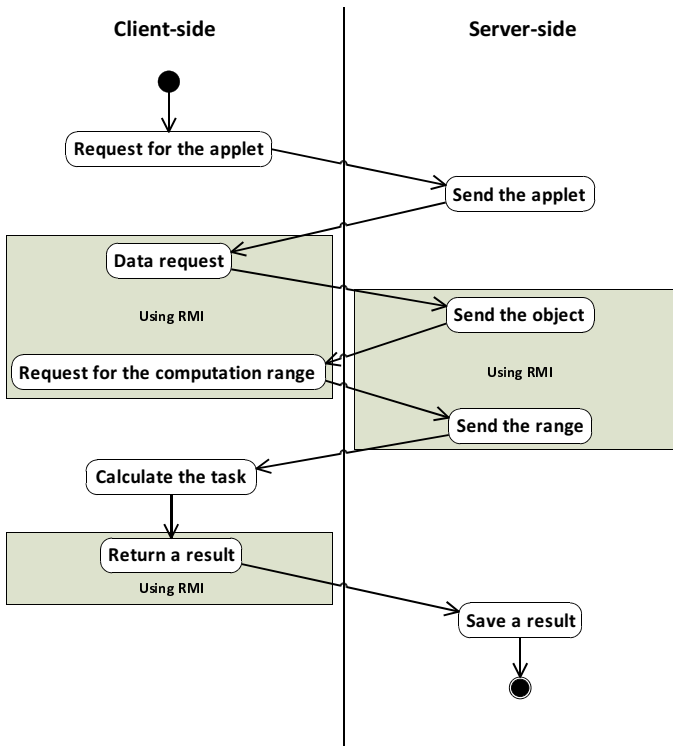 Client-side
Server-side
Request for the applet
Send the applet
Data request
Using RMI
Send the object
Request for the computation range
Using RMI
Send the range
Calculate the task
Return a result
Using RMI
Save a result